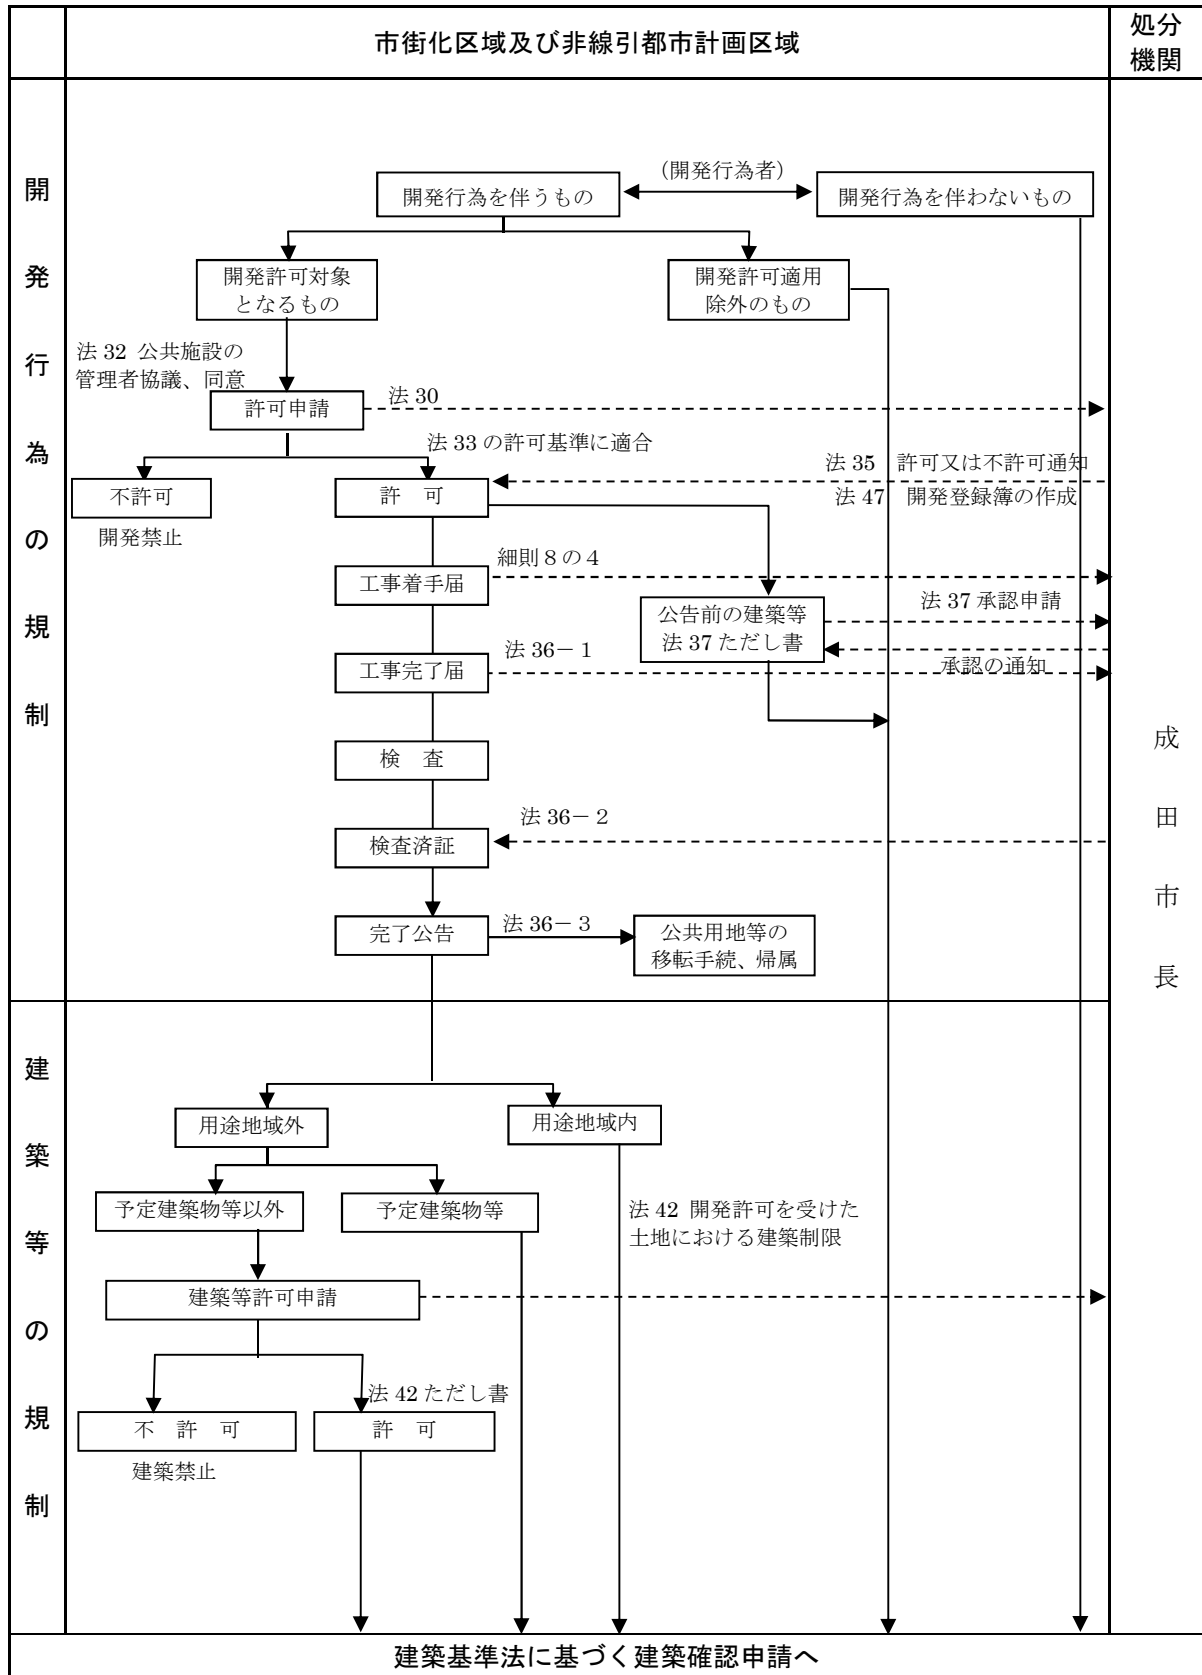 市街化区域及び非線引都市計画区域
処分
機関
開発行為の規制
(開発行為者)
開発行為を伴うもの
開発行為を伴わないもの
開発許可対象
となるもの
開発許可適用
除外のもの
法 32 公共施設の
管理者協議、同意
許可申請
法 30
法 33 の許可基準に適合
法 35 許可又は不許可通知
不許可
許 可
法 47 開発登録簿の作成
開発禁止
細則８の４
工事着手届
公告前の建築等
法 37 ただし書
法 37 承認申請
法 36－１
承認の通知
工事完了届
検 査
法 36－２
検査済証
完了公告
法 36－３
公共用地等の
移転手続、帰属
成田市長
建築等の規制
用途地域外
用途地域内
予定建築物等以外
予定建築物等
法 42 開発許可を受けた
土地における建築制限
建築等許可申請
法 42 ただし書
不 許 可
許 可
建築禁止
建築基準法に基づく建築確認申請へ